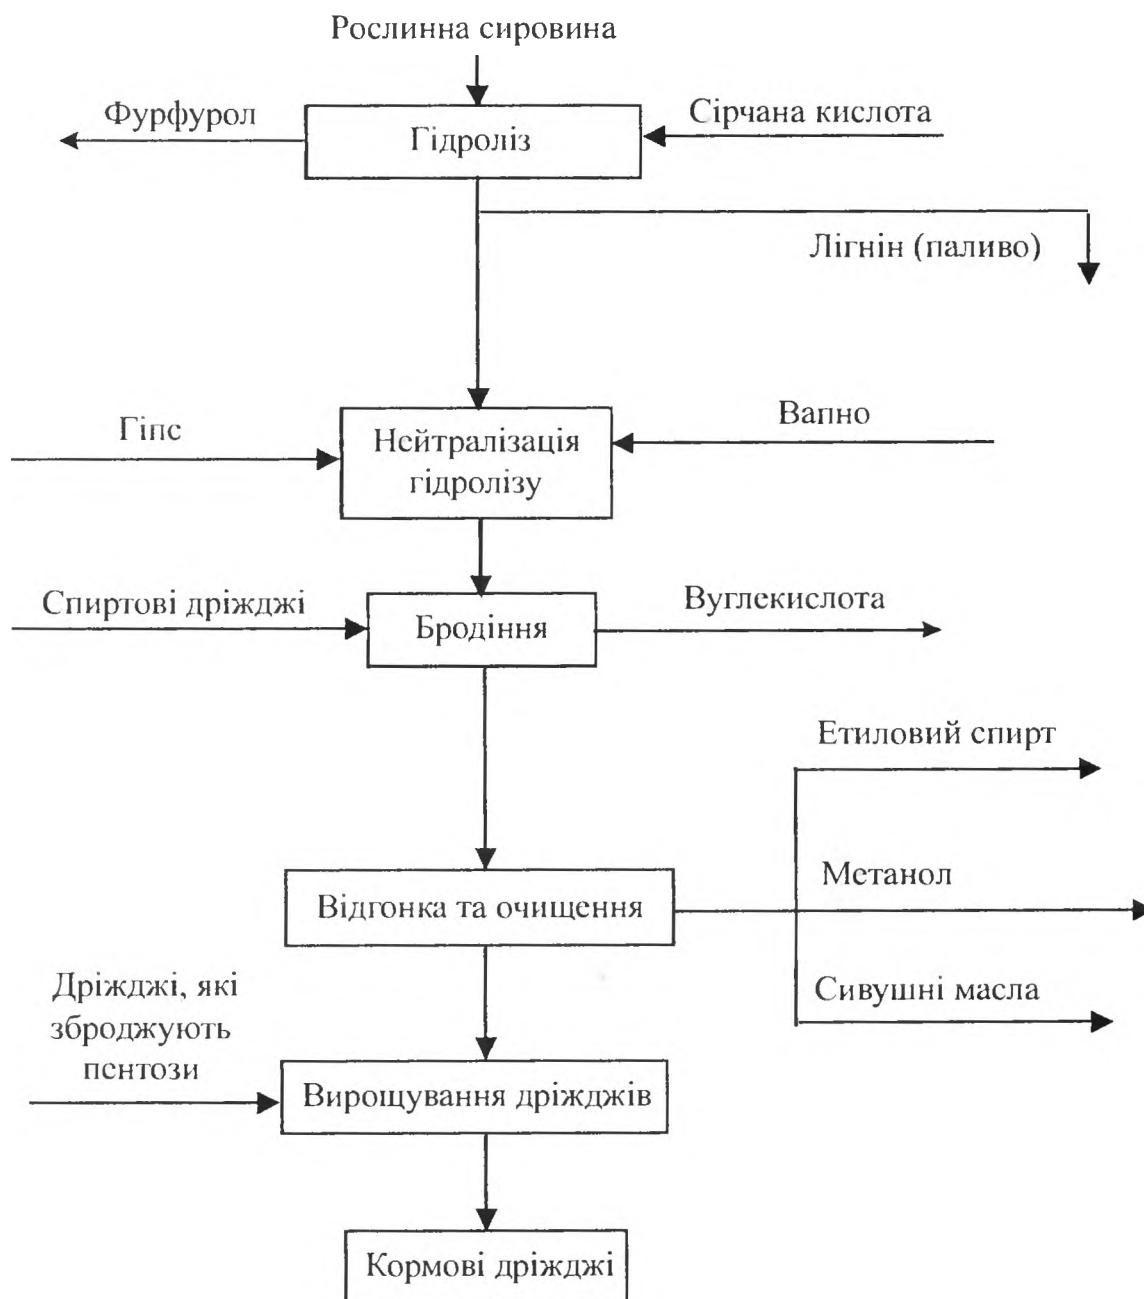 Рослинна сировина
Фурфурол
Гідроліз
Сірчана кислота
Лігнін (паливо)
Гіпс
Нейтралізація
гідролізу
Вапно
Спиртові дріжджі
Бродіння
Вуглекислота
Етиловий спирт
Відгонка та очищення
Метанол
Сивушні масла
Дріжджі, які
зброджують
пентози
Вирощування дріжджів
Кормові дріжджі